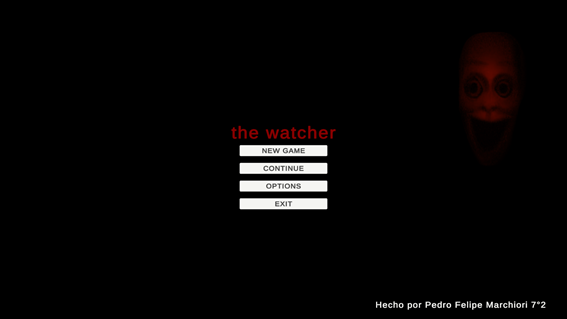 the watcher
NEW GAME
CONTINUE
OPTIONS
EXIT
Hecho por Pedro Felipe Marchiori 7°2